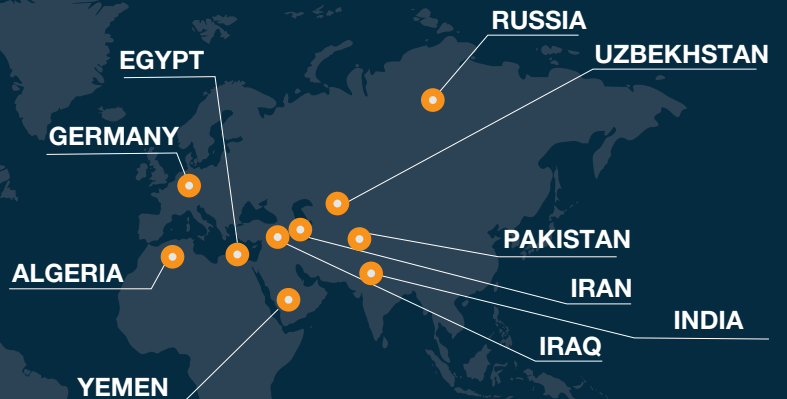 RUSSIA
UZBEKHSTAN
EGYPT
GERMANY
PAKISTAN
ALGERIA
IRAN
INDIA
IRAQ
YEMEN